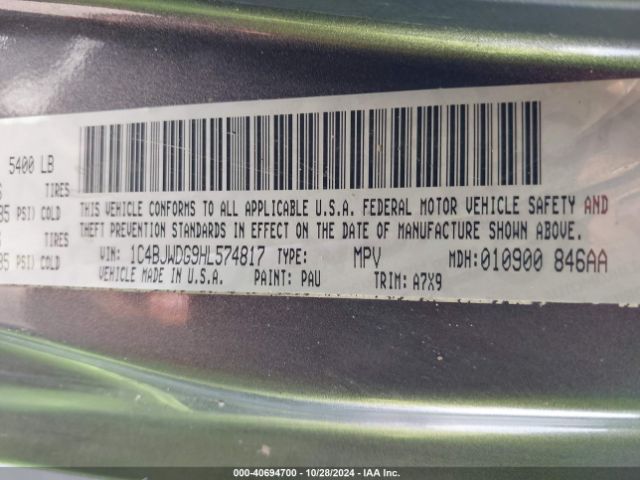 5400 LB
TIRES
PSI) COLD
TIRES
PSI) COLD
THIS VEHICLE CONFORMS TO ALL APPLICABLE U.S.A. FEDERAL MOTOR VEHICLE SAFETY AND
THEFT PREVENTION STANDARDS IN EFFECT ON THE DATE OF MANUFACTURE SHOWN ABOVE.
VIN: 1C4BJWDG9HL574817 TYPE: MPV MDH: 010900 846AA
VEHICLE MADE IN U.S.A. PAINT: PAU TRIM: A7X9
000-40694700 - 10/28/2024 - IAA Inc.